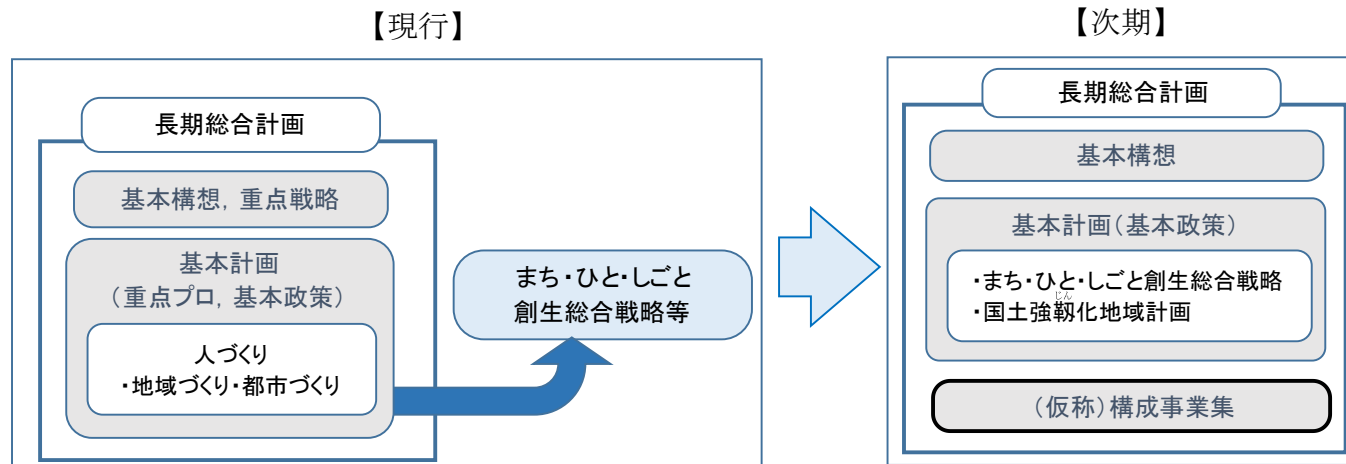 【現行】
長期総合計画
基本構想, 重点戦略
基本計画
(重点プロ, 基本政策)
人づくり
・地域づくり・都市づくり
まち・ひと・しごと
創生総合戦略等
【次期】
長期総合計画
基本構想
基本計画(基本政策)
・まち・ひと・しごと創生総合戦略
じん
・国土強靱化地域計画
(仮称)構成事業集